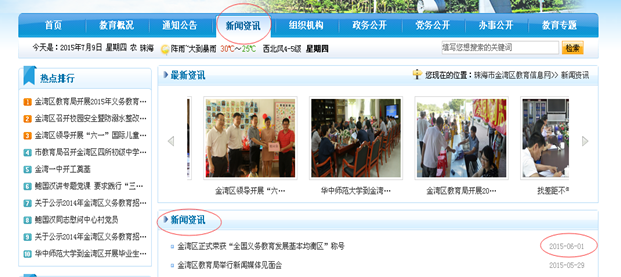 首页 教育概况 通知公告 新闻资讯 组织机构 政务公开 党务公开 办事公开 教育专题
今天是：2015年7月9日 星期四 农 珠海 阵雨~大到暴雨 30℃~25℃ 西北风4-5级 星期四 填写您想搜索的关键词 检索
热点排行
1 金湾区教育局开展2015年义务教育…
2 金湾区召开校园安全暨防溺水整改…
3 金湾区领导开展“六一”国际儿童…
4 市教育局召开金湾区四所初级中学…
5 金湾一中开工奠基
6 鲍国汉讲专题党课 要求践行“三…
7 关于公示2014年金湾区义务教育招…
8 鲍国汉同志慰问中心村党员
9 关于公示2014年金湾区义务教育招…
10 华中师范大学到金湾区开展毕业生…
最新资讯
您现在的位置：珠海市金湾区教育信息网>> 新闻资讯
金湾区领导开展“六… 华中师范大学到金湾… 金湾区教育局开展20… 找差距不
新闻资讯
金湾区正式荣获“全国义务教育发展基本均衡区”称号 2015-06-01
金湾区教育局举行新闻媒体见面会 2015-05-29